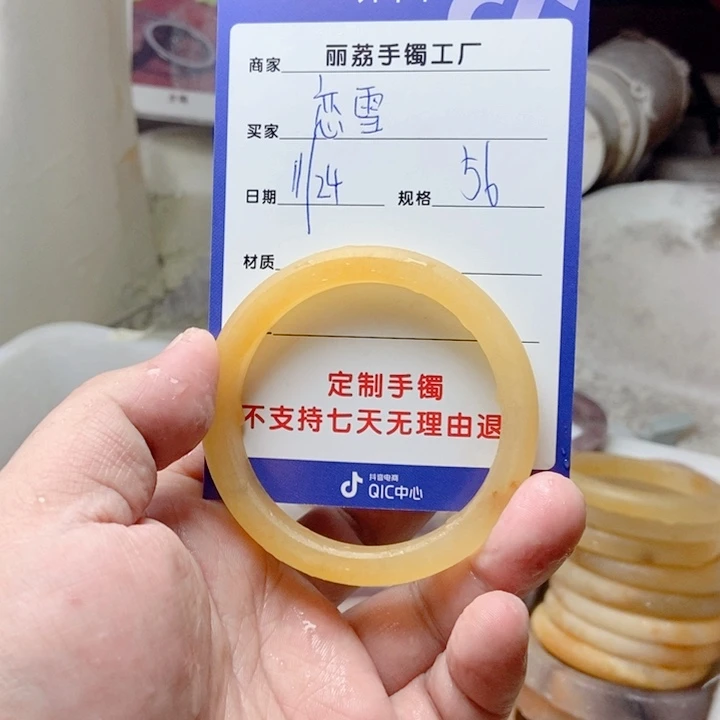 商家 丽荔手镯工厂
买家 恋雪
日期 11/24 规格 56
材质
定制手镯
不支持七天无理由退
抖音电商
QIC中心